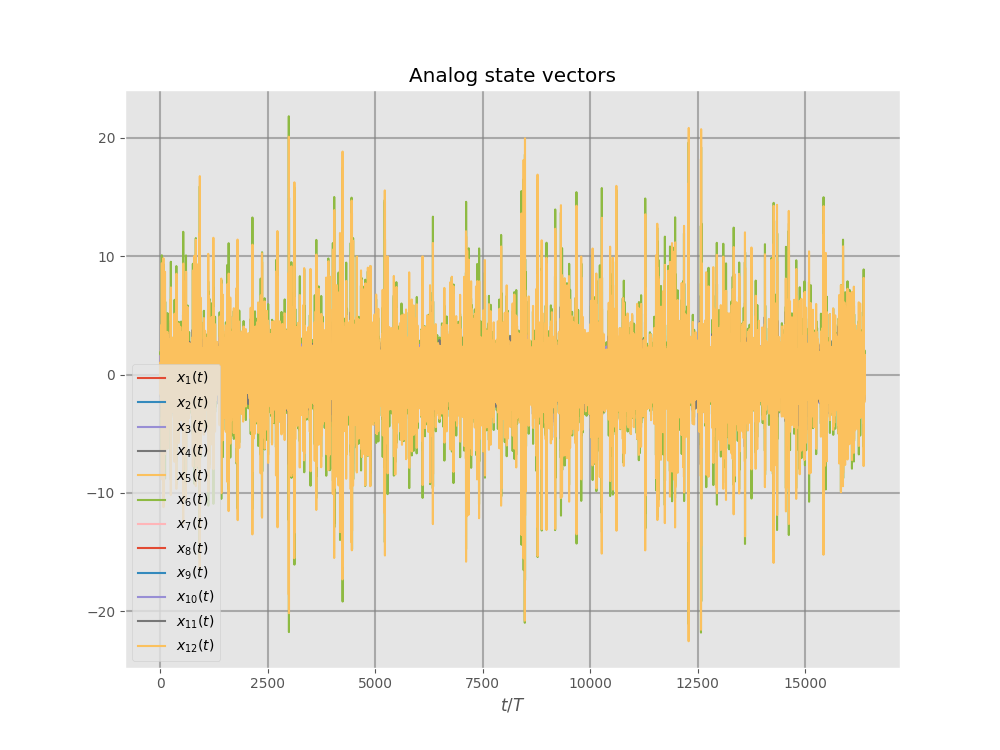 Analog state vectors
20
10
0
−10
−20
x₁(t)
x₂(t)
x₃(t)
x₄(t)
x₅(t)
x₆(t)
x₇(t)
x₈(t)
x₉(t)
x₁₀(t)
x₁₁(t)
x₁₂(t)
0 2500 5000 7500 10000 12500 15000
t/T